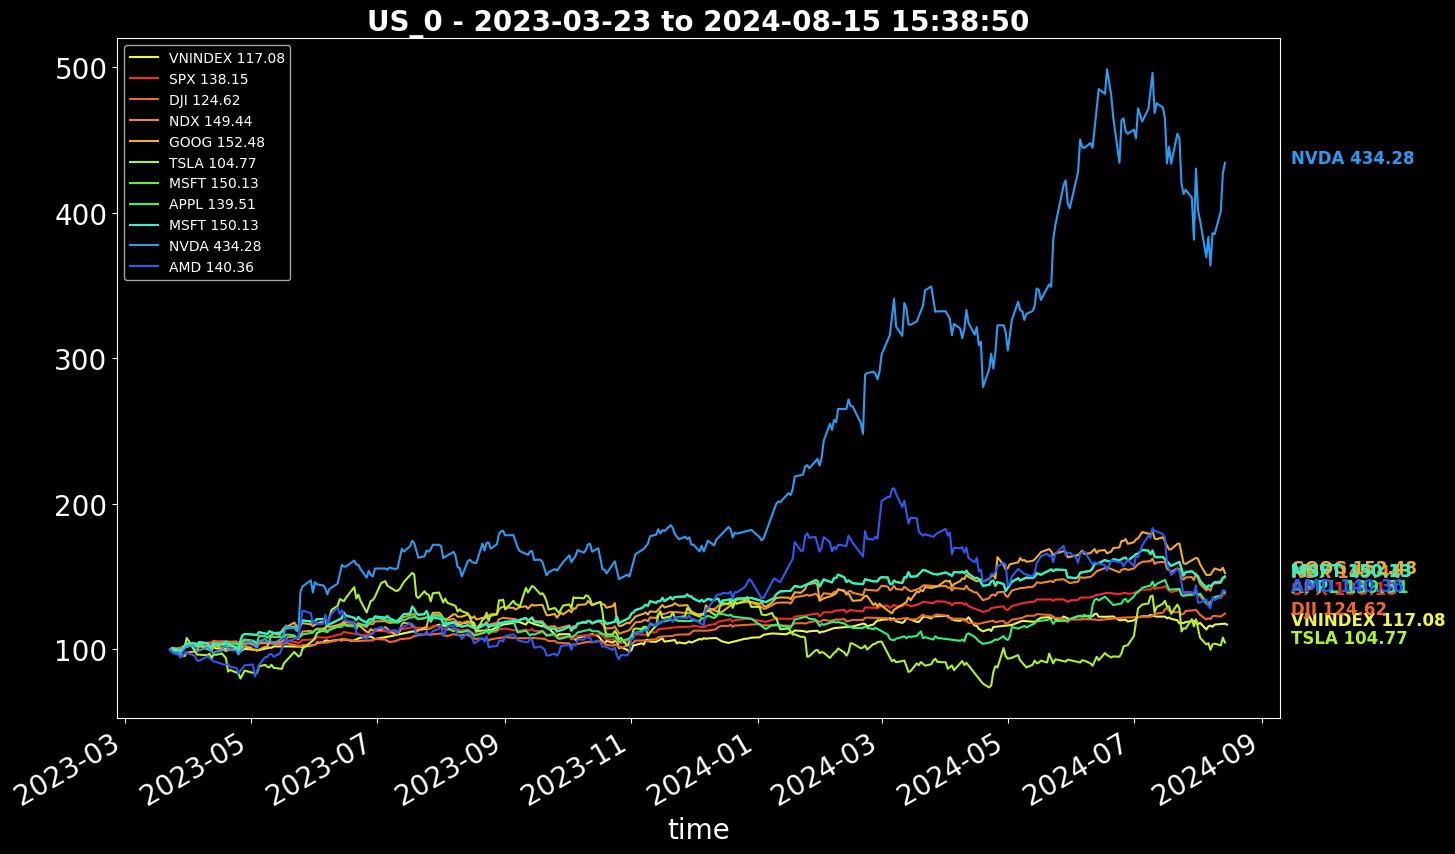 US_0 - 2023-03-23 to 2024-08-15 15:38:50
500
400
300
200
100
VNINDEX 117.08
SPX 138.15
DJI 124.62
NDX 149.44
GOOG 152.48
TSLA 104.77
MSFT 150.13
APPL 139.51
MSFT 150.13
NVDA 434.28
AMD 140.36
NVDA 434.28
DJI 124.62
VNINDEX 117.08
TSLA 104.77
2023-03
2023-05
2023-07
2023-09
2023-11
2024-01
2024-03
2024-05
2024-07
2024-09
time